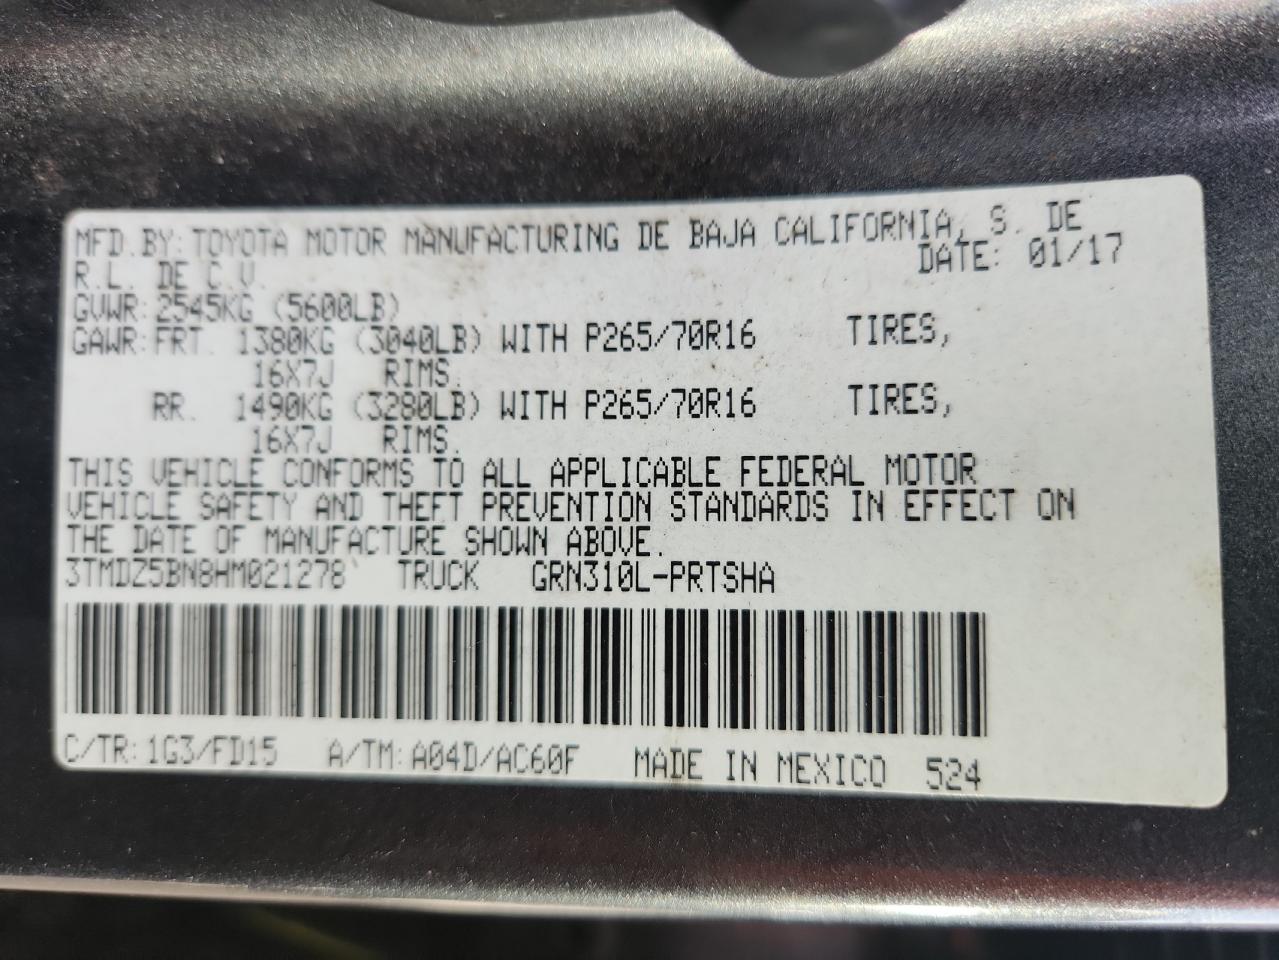 MFD.BY:TOYOTA MOTOR MANUFACTURING DE BAJA CALIFORNIA, S. DE
R.L. DE C.V. DATE: 01/17
GVWR:2545KG (5600LB)
GAWR:FRT. 1380KG (3040LB) WITH P265/70R16 TIRES,
16X7J RIMS.
RR. 1490KG (3280LB) WITH P265/70R16 TIRES,
16X7J RIMS.
THIS VEHICLE CONFORMS TO ALL APPLICABLE FEDERAL MOTOR
VEHICLE SAFETY AND THEFT PREVENTION STANDARDS IN EFFECT ON
THE DATE OF MANUFACTURE SHOWN ABOVE.
3TMDZ5BN8HM021278 TRUCK GRN310L-PRTSHA
C/TR:1G3/FD15 A/TM:A04D/AC60F MADE IN MEXICO 524